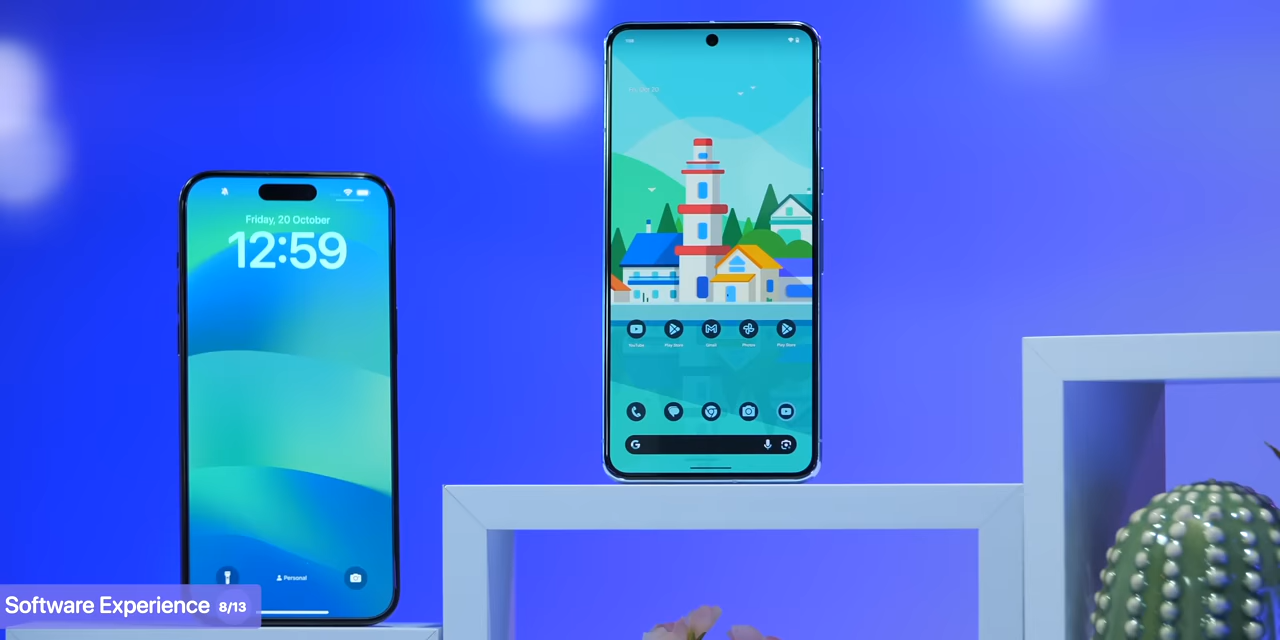 Friday, 20 October
12:59
Personal
YouTube
Play Store
Gmail
Photos
Play Store
Software Experience 8/13